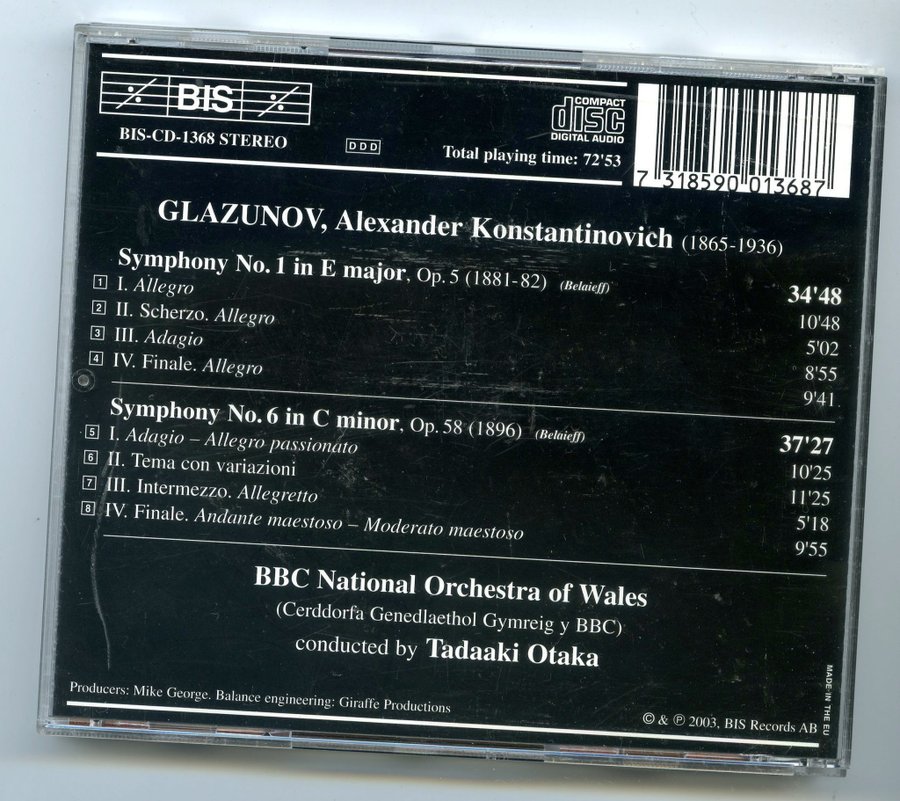 BIS
BIS-CD-1368 STEREO
DDD
COMPACT
disc
DIGITAL AUDIO
Total playing time: 72'53
7 318590 013687
GLAZUNOV, Alexander Konstantinovich (1865-1936)
Symphony No. 1 in E major, Op. 5 (1881-82) (Belaieff) 34'48
1 I. Allegro 10'48
2 II. Scherzo. Allegro 5'02
3 III. Adagio 8'55
4 IV. Finale. Allegro 9'41
Symphony No. 6 in C minor, Op. 58 (1896) (Belaieff) 37'27
5 I. Adagio – Allegro passionato 10'25
6 II. Tema con variazioni 11'25
7 III. Intermezzo. Allegretto 5'18
8 IV. Finale. Andante maestoso – Moderato maestoso 9'55
BBC National Orchestra of Wales
(Cerddorfa Genedlaethol Gymreig y BBC)
conducted by Tadaaki Otaka
Producers: Mike George. Balance engineering: Giraffe Productions
© & ℗ 2003, BIS Records AB
MADE IN THE EU